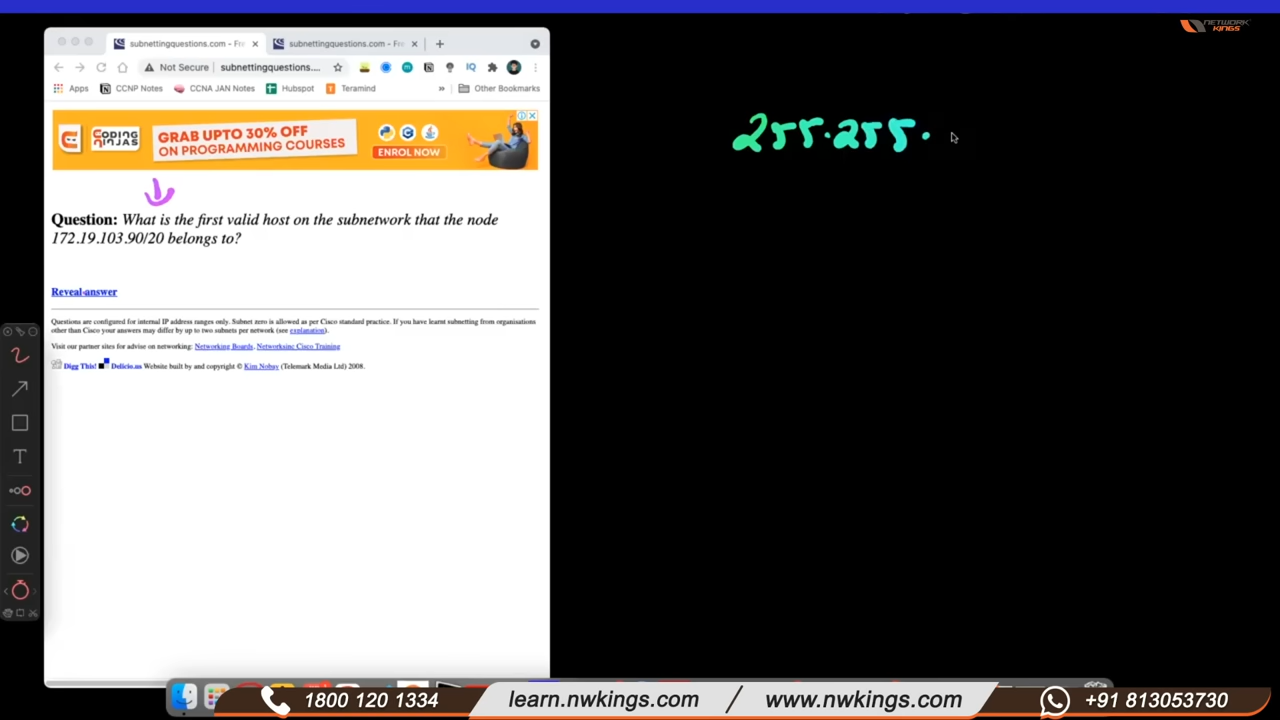 NETWORK
KINGS
subnettingquestions.com - Fre
subnettingquestions.com - Fre
Not Secure
subnettingquestions....
IQ
Apps
CCNP Notes
CCNA JAN Notes
Hubspot
Teramind
»
Other Bookmarks
CODING
NINJAS
GRAB UPTO 30% OFF
ON PROGRAMMING COURSES
ENROL NOW
255.255.
Question: What is the first valid host on the subnetwork that the node
172.19.103.90/20 belongs to?
Reveal-answer
Questions are configured for internal IP address ranges only. Subnet zero is allowed as per Cisco standard practice. If you have learnt subnetting from organisations
other than Cisco your answers may differ by up to two subnets per network (see explanation).
Visit our partner sites for advise on networking: Networking Boards, Networksinc Cisco Training
Digg This! Delicio.us Website built by and copyright © Kim Nobay (Telemark Media Ltd) 2008.
T
1800 120 1334
learn.nwkings.com / www.nwkings.com
+91 813053730